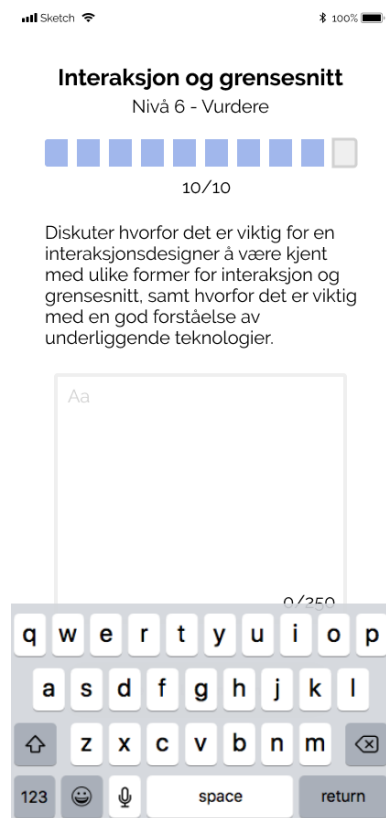 Sketch 100%
Interaksjon og grensesnitt
Nivå 6 - Vurdere
10/10
Diskuter hvorfor det er viktig for en
interaksjonsdesigner å være kjent
med ulike former for interaksjon og
grensesnitt, samt hvorfor det er viktig
med en god forståelse av
underliggende teknologier.
Aa
0/250
q w e r t y u i o p
a s d f g h j k l
z x c v b n m
123 space return